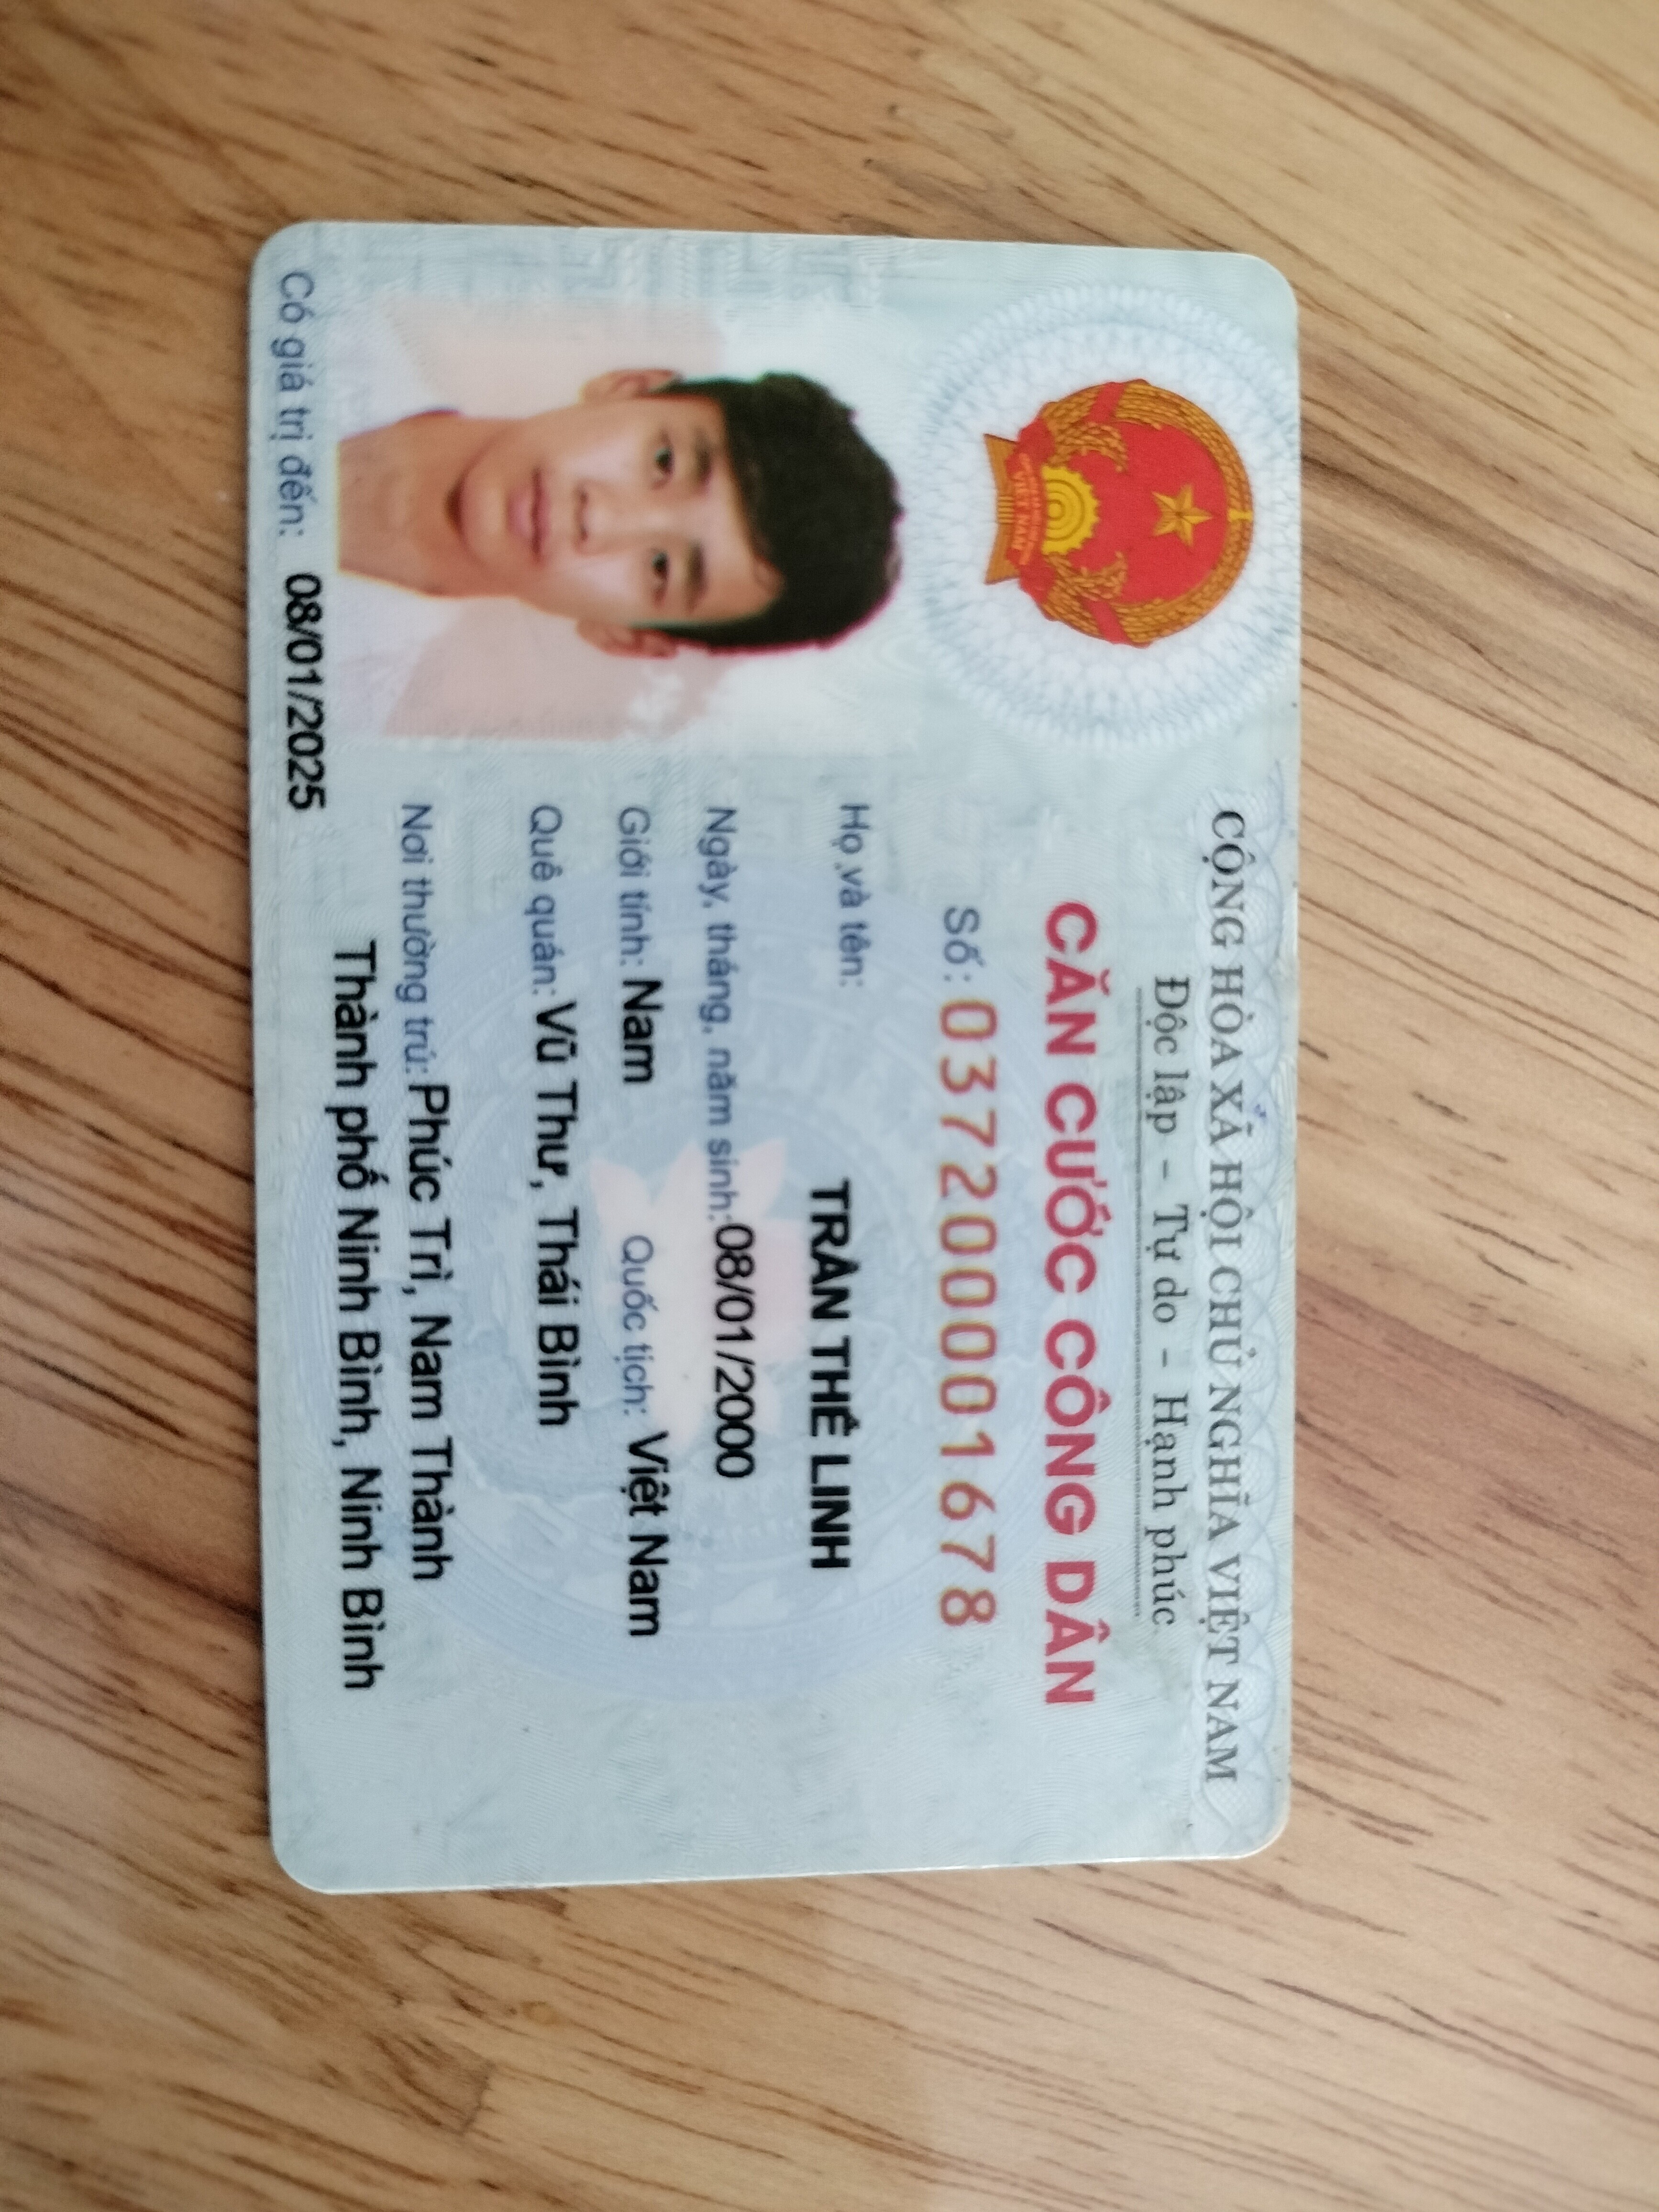 CỘNG HÒA XÃ HỘI CHỦ NGHĨA VIỆT NAM
Độc lập - Tự do - Hạnh phúc
CĂN CƯỚC CÔNG DÂN
Số: 037200001678
Họ và tên:
TRẦN THẾ LINH
Ngày, tháng, năm sinh: 08/01/2000
Giới tính: Nam Quốc tịch: Việt Nam
Quê quán: Vũ Thư, Thái Bình
Nơi thường trú: Phúc Trì, Nam Thành
Thành phố Ninh Bình, Ninh Bình
Có giá trị đến: 08/01/2025